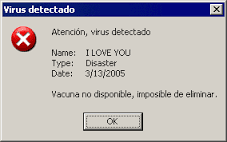 Virus detectado
Atención, virus detectado
Name: I LOVE YOU
Type: Disaster
Date: 3/13/2005
Vacuna no disponible, imposible de eliminar.
OK